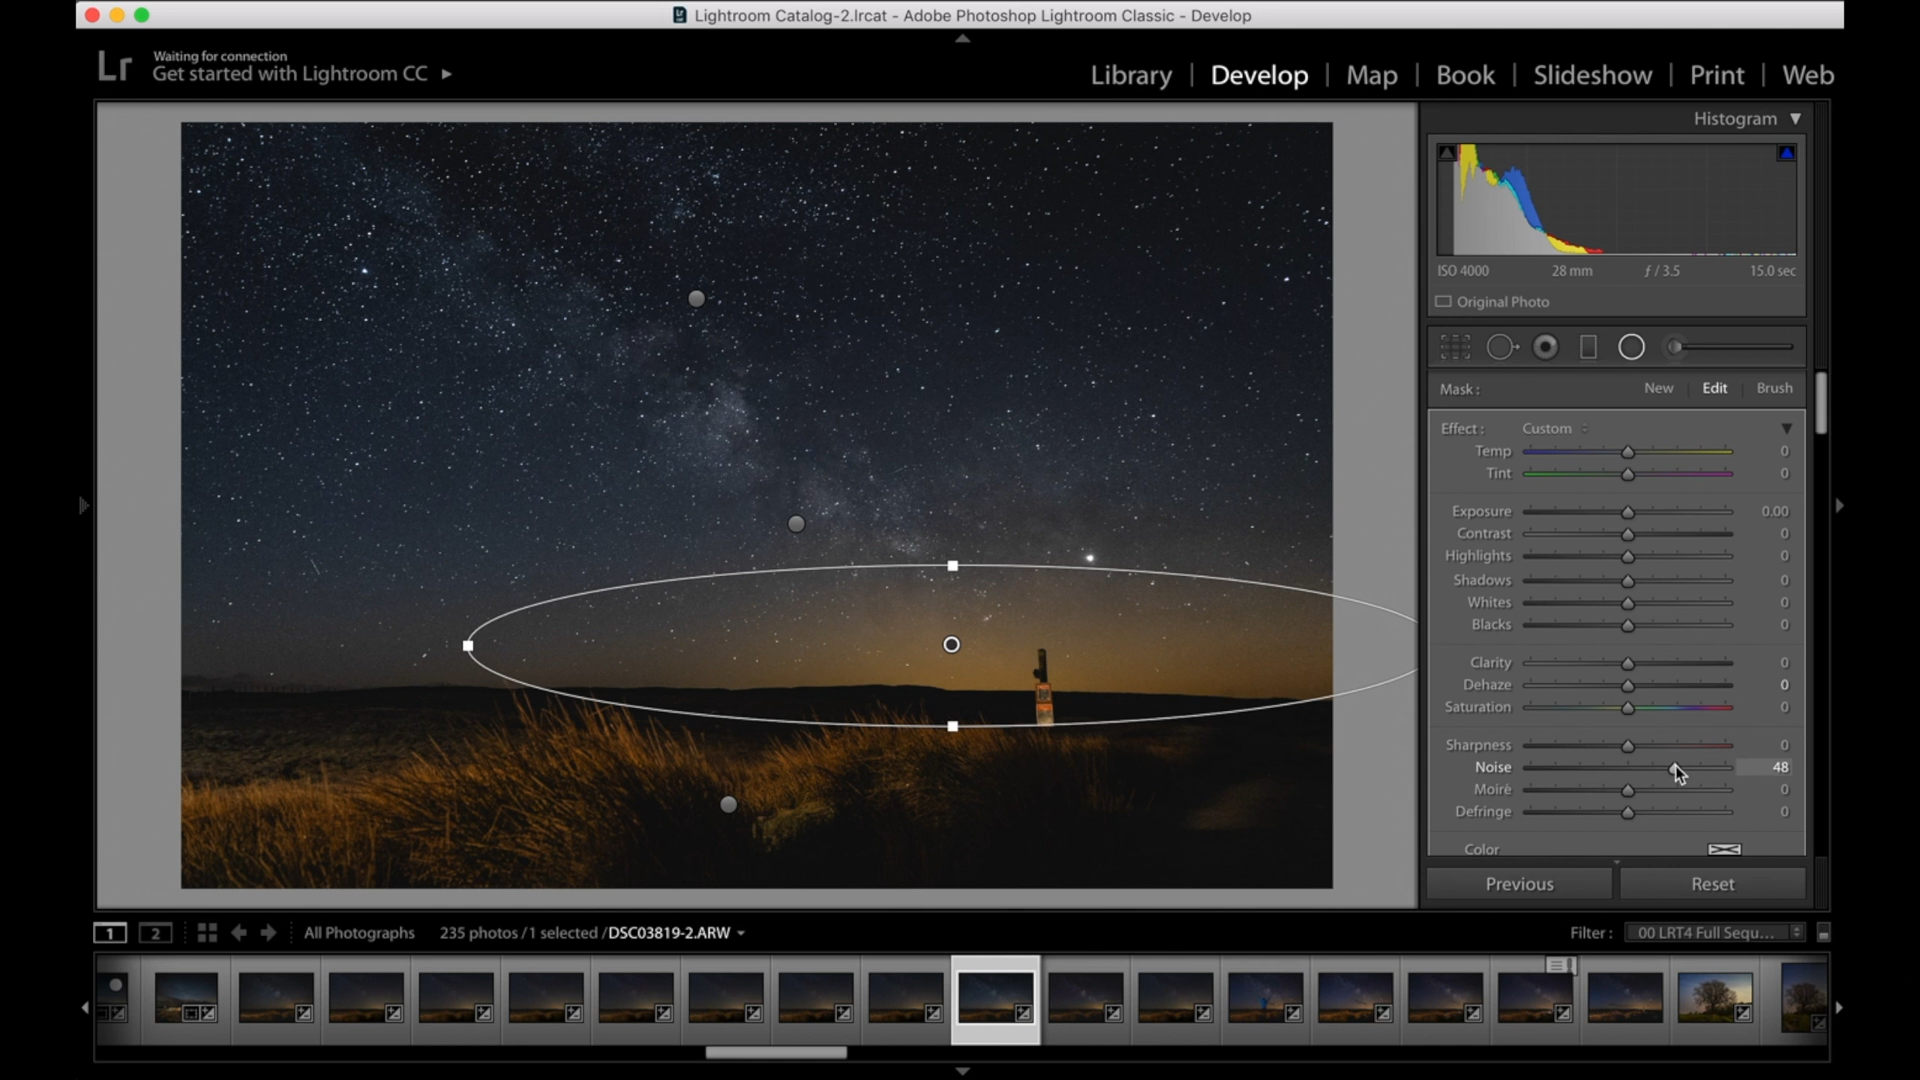 Lightroom Catalog-2.lrcat - Adobe Photoshop Lightroom Classic - Develop
Lr
Waiting for connection
Get started with Lightroom CC
Library | Develop | Map | Book | Slideshow | Print | Web
Histogram
ISO 4000 28 mm ƒ / 3.5 15.0 sec
Original Photo
Mask : New Edit Brush
Effect : Custom
Temp 0
Tint 0
Exposure 0.00
Contrast 0
Highlights 0
Shadows 0
Whites 0
Blacks 0
Clarity 0
Dehaze 0
Saturation 0
Sharpness 0
Noise 48
Moiré 0
Defringe 0
Color
Previous Reset
1 2 All Photographs 235 photos / 1 selected / DSC03819-2.ARW Filter : 00 LRT4 Full Sequ...